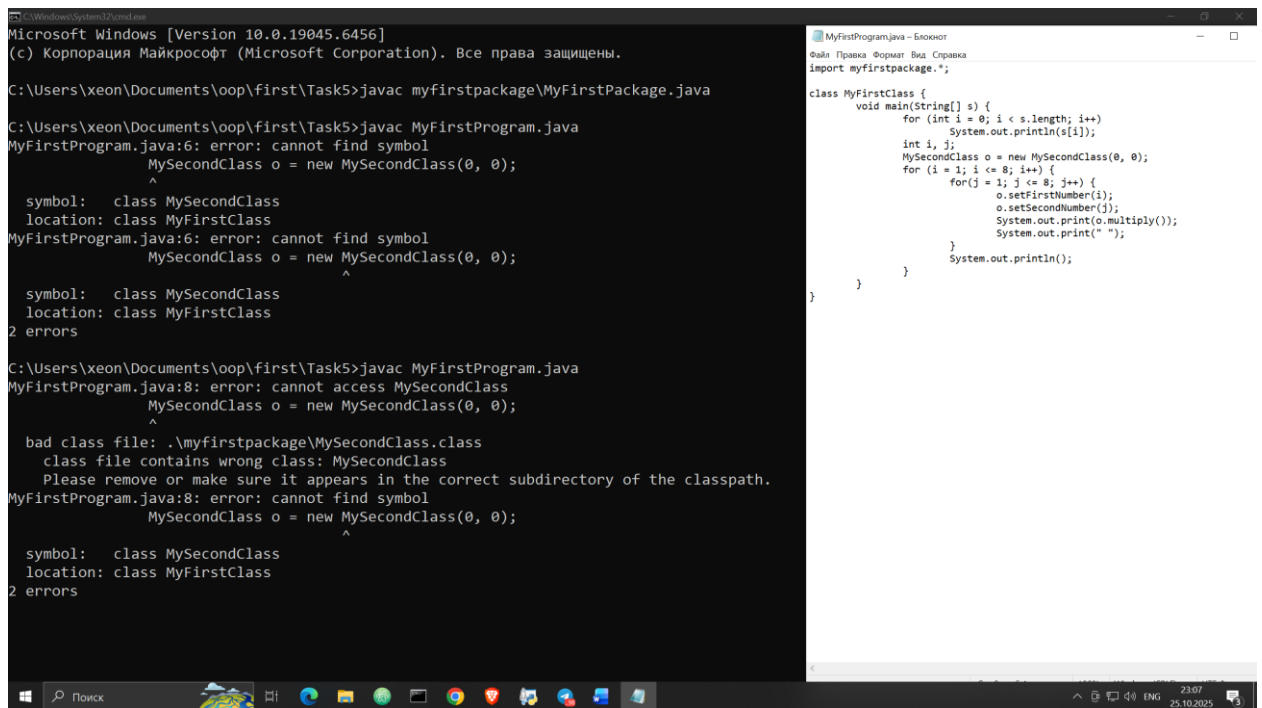 C:\Windows\System32\cmd.exe
Microsoft Windows [Version 10.0.19045.6456]
(c) Корпорация Майкрософт (Microsoft Corporation). Все права защищены.
C:\Users\xeon\Documents\oop\first\Task5>javac myfirstpackage\MyFirstPackage.java
C:\Users\xeon\Documents\oop\first\Task5>javac MyFirstProgram.java
MyFirstProgram.java:6: error: cannot find symbol
MySecondClass o = new MySecondClass(0, 0);
^
symbol:   class MySecondClass
location: class MyFirstClass
MyFirstProgram.java:6: error: cannot find symbol
MySecondClass o = new MySecondClass(0, 0);
^
symbol:   class MySecondClass
location: class MyFirstClass
2 errors
C:\Users\xeon\Documents\oop\first\Task5>javac MyFirstProgram.java
MyFirstProgram.java:8: error: cannot access MySecondClass
MySecondClass o = new MySecondClass(0, 0);
^
bad class file: .\myfirstpackage\MySecondClass.class
class file contains wrong class: MySecondClass
Please remove or make sure it appears in the correct subdirectory of the classpath.
MyFirstProgram.java:8: error: cannot find symbol
MySecondClass o = new MySecondClass(0, 0);
^
symbol:   class MySecondClass
location: class MyFirstClass
2 errors
MyFirstProgram.java – Блокнот
Файл Правка Формат Вид Справка
import myfirstpackage.*;
class MyFirstClass {
void main(String[] s) {
for (int i = 0; i < s.length; i++)
System.out.println(s[i]);
int i, j;
MySecondClass o = new MySecondClass(0, 0);
for (i = 1; i <= 8; i++) {
for(j = 1; j <= 8; j++) {
o.setFirstNumber(i);
o.setSecondNumber(j);
System.out.print(o.multiply());
System.out.print(" ");
}
System.out.println();
}
}
}
Поиск
ENG
23:07
25.10.2025
3